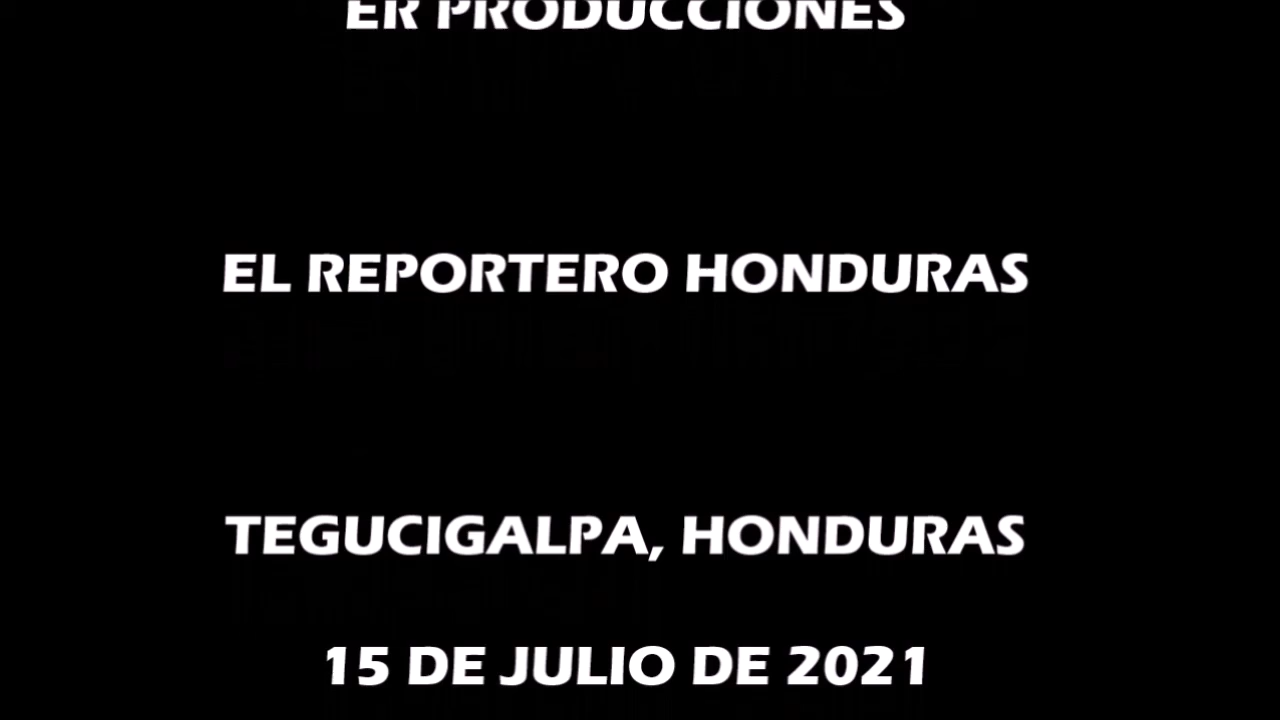 ER PRODUCCIONES
EL REPORTERO HONDURAS
TEGUCIGALPA, HONDURAS
15 DE JULIO DE 2021